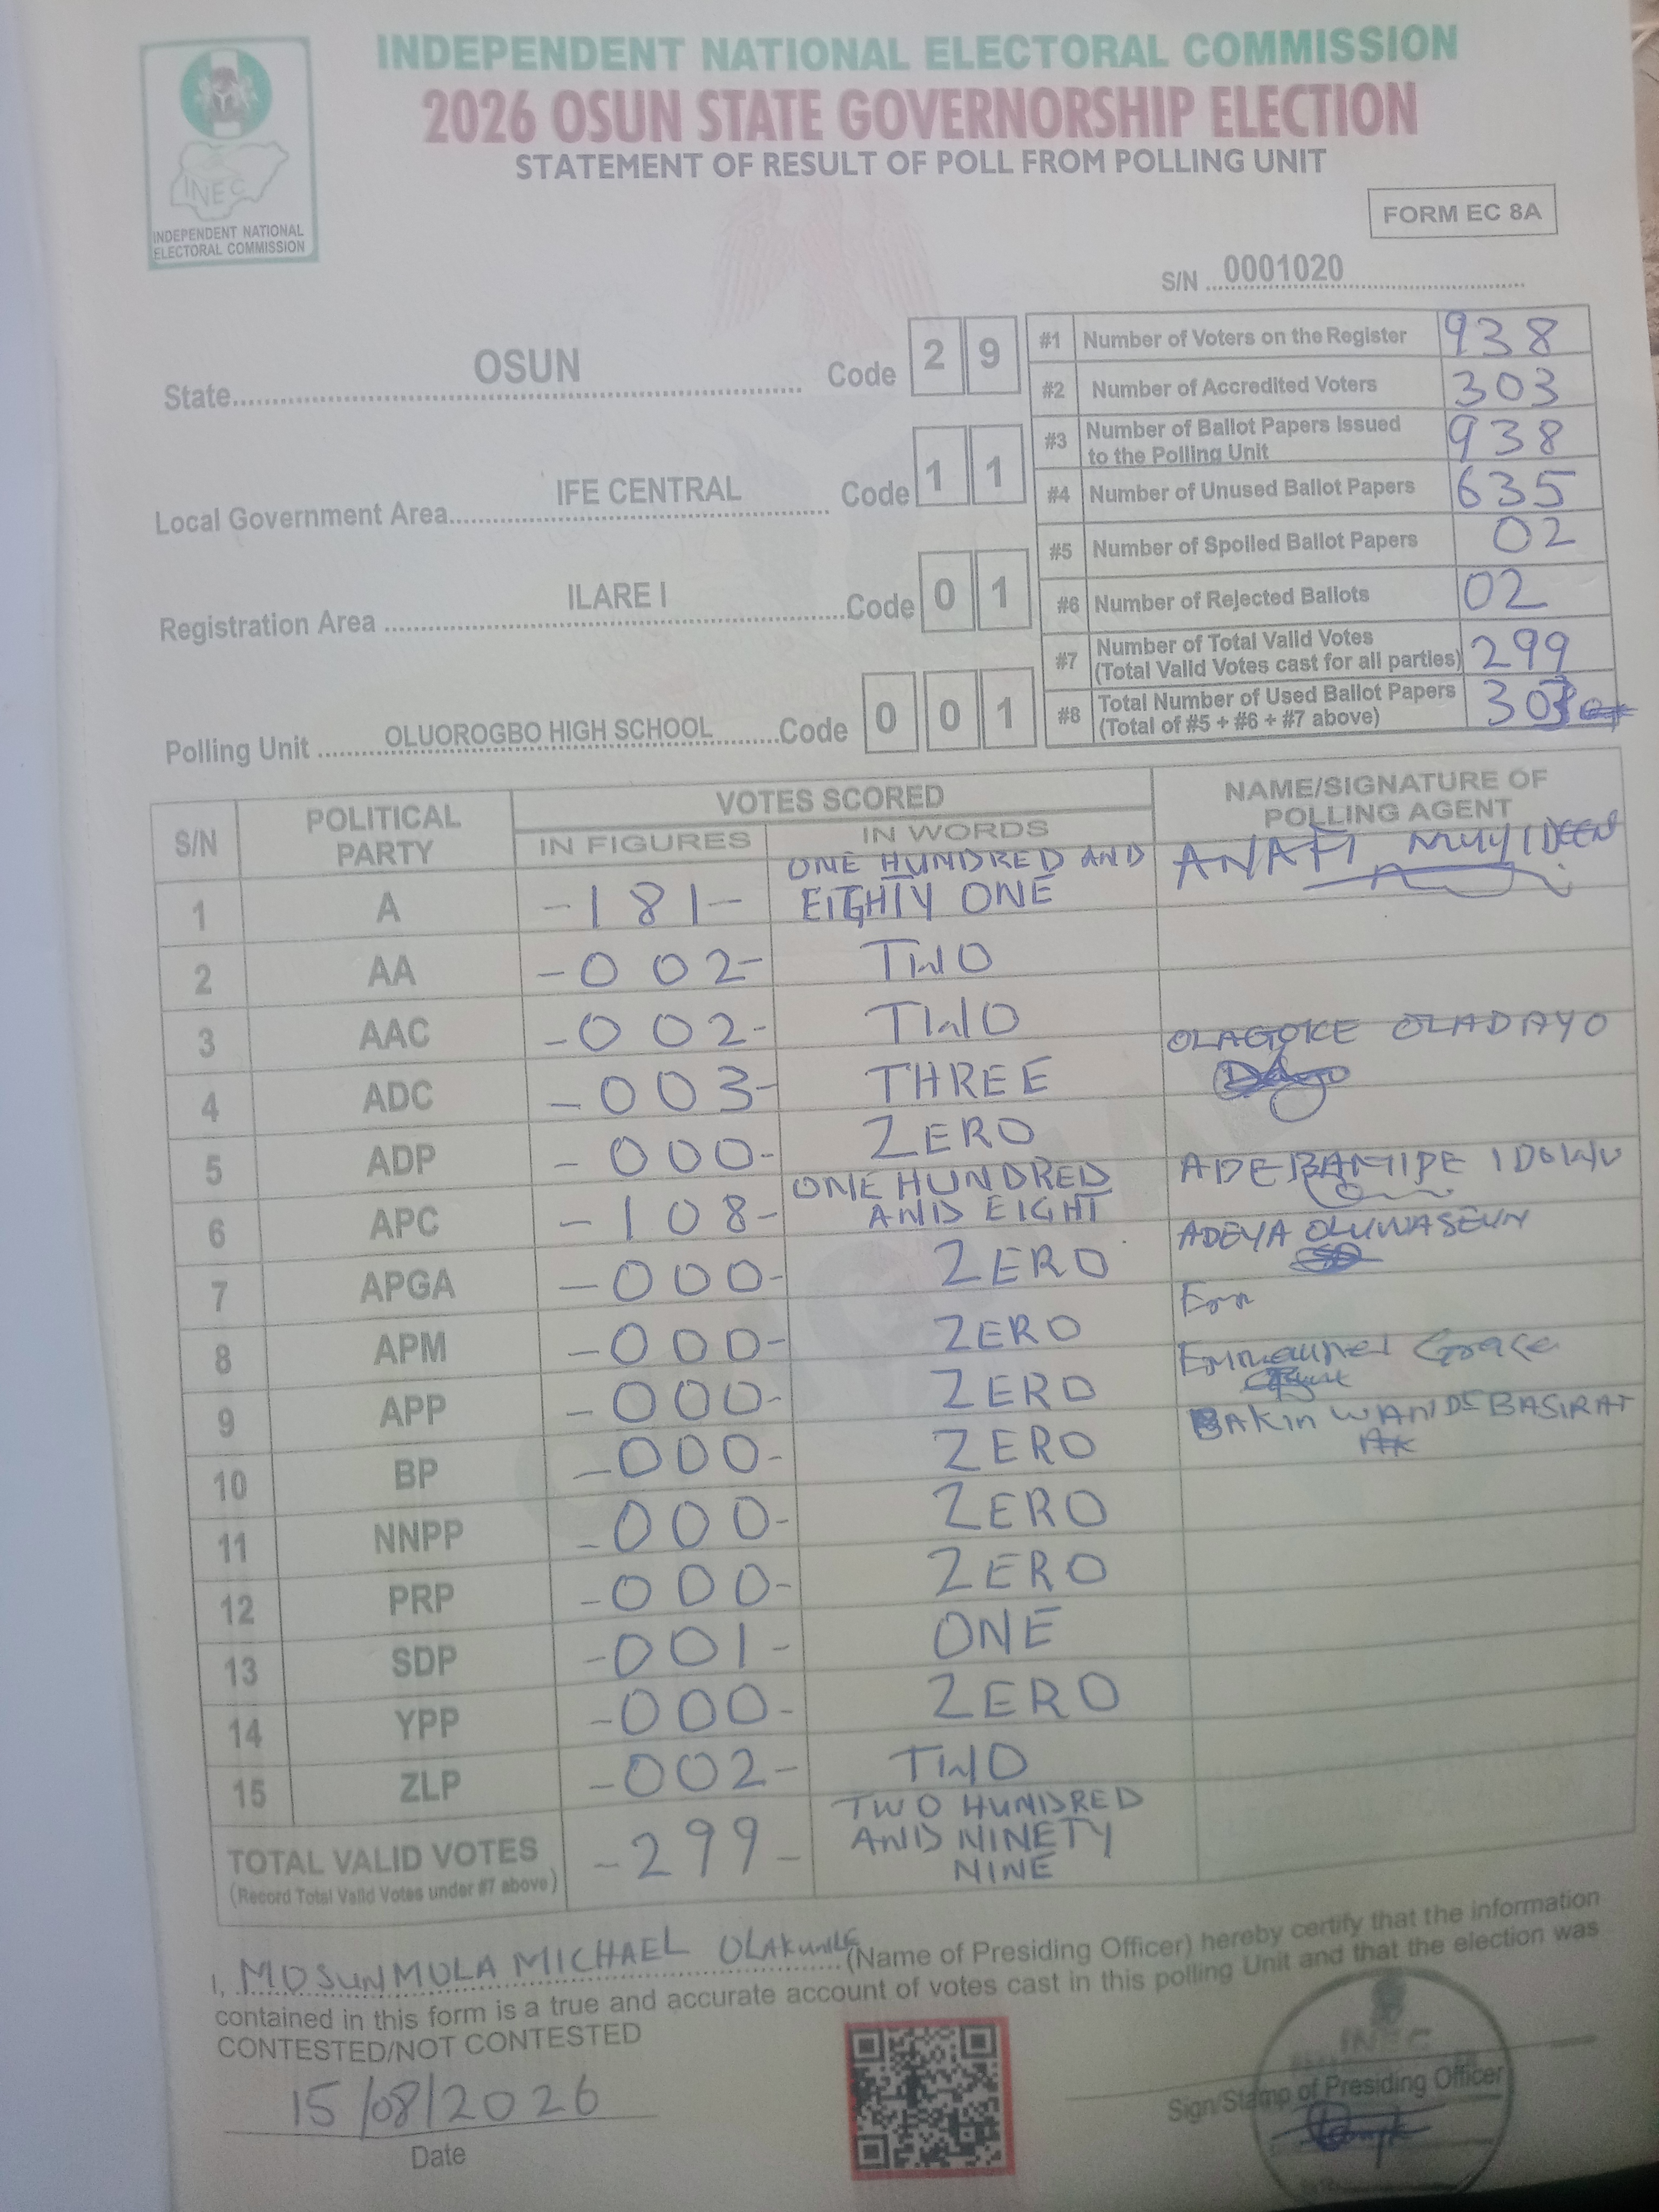 INDEPENDENT NATIONAL ELECTORAL COMMISSION
2026 OSUN STATE GOVERNORSHIP ELECTION
STATEMENT OF RESULT OF POLL FROM POLLING UNIT
INEC
INDEPENDENT NATIONAL
ELECTORAL COMMISSION
FORM EC 8A
S/N ...0001020
State OSUN Code 2 9
Local Government Area IFE CENTRAL Code 1 1
Registration Area ILARE I Code 0 1
Polling Unit OLUOROGBO HIGH SCHOOL Code 0 0 1
#1 Number of Voters on the Register 938
#2 Number of Accredited Voters 303
#3 Number of Ballot Papers Issued to the Polling Unit 938
#4 Number of Unused Ballot Papers 635
#5 Number of Spoiled Ballot Papers 02
#6 Number of Rejected Ballots 02
#7 Number of Total Valid Votes (Total Valid Votes cast for all parties) 299
#8 Total Number of Used Ballot Papers (Total of #5 + #6 + #7 above) 303
S/N POLITICAL PARTY VOTES SCORED NAME/SIGNATURE OF POLLING AGENT
IN FIGURES IN WORDS
1 A -181- ONE HUNDRED AND EIGHTY ONE ANAFI MUYIDEEN
2 AA -002- TWO
3 AAC -002- TWO
4 ADC -003- THREE OLAGOKE OLADAYO
5 ADP -000- ZERO
6 APC -108- ONE HUNDRED AND EIGHT ADEBAMIPE IDOWU
7 APGA -000- ZERO ADEYA OLUWASEUN
8 APM -000- ZERO
9 APP -000- ZERO Emmanuel Grace
10 BP -000- ZERO BAKINWANDE BASIRAT
11 NNPP -000- ZERO
12 PRP -000- ZERO
13 SDP -001- ONE
14 YPP -000- ZERO
15 ZLP -002- TWO
TOTAL VALID VOTES -299- TWO HUNDRED AND NINETY NINE
(Record Total Valid Votes under #7 above)
I, MOSUNMOLA MICHAEL OLAKUNLE (Name of Presiding Officer) hereby certify that the information
contained in this form is a true and accurate account of votes cast in this polling Unit and that the election was
CONTESTED/NOT CONTESTED
15/08/2026
Date
INEC
Sign/Stamp of Presiding Officer